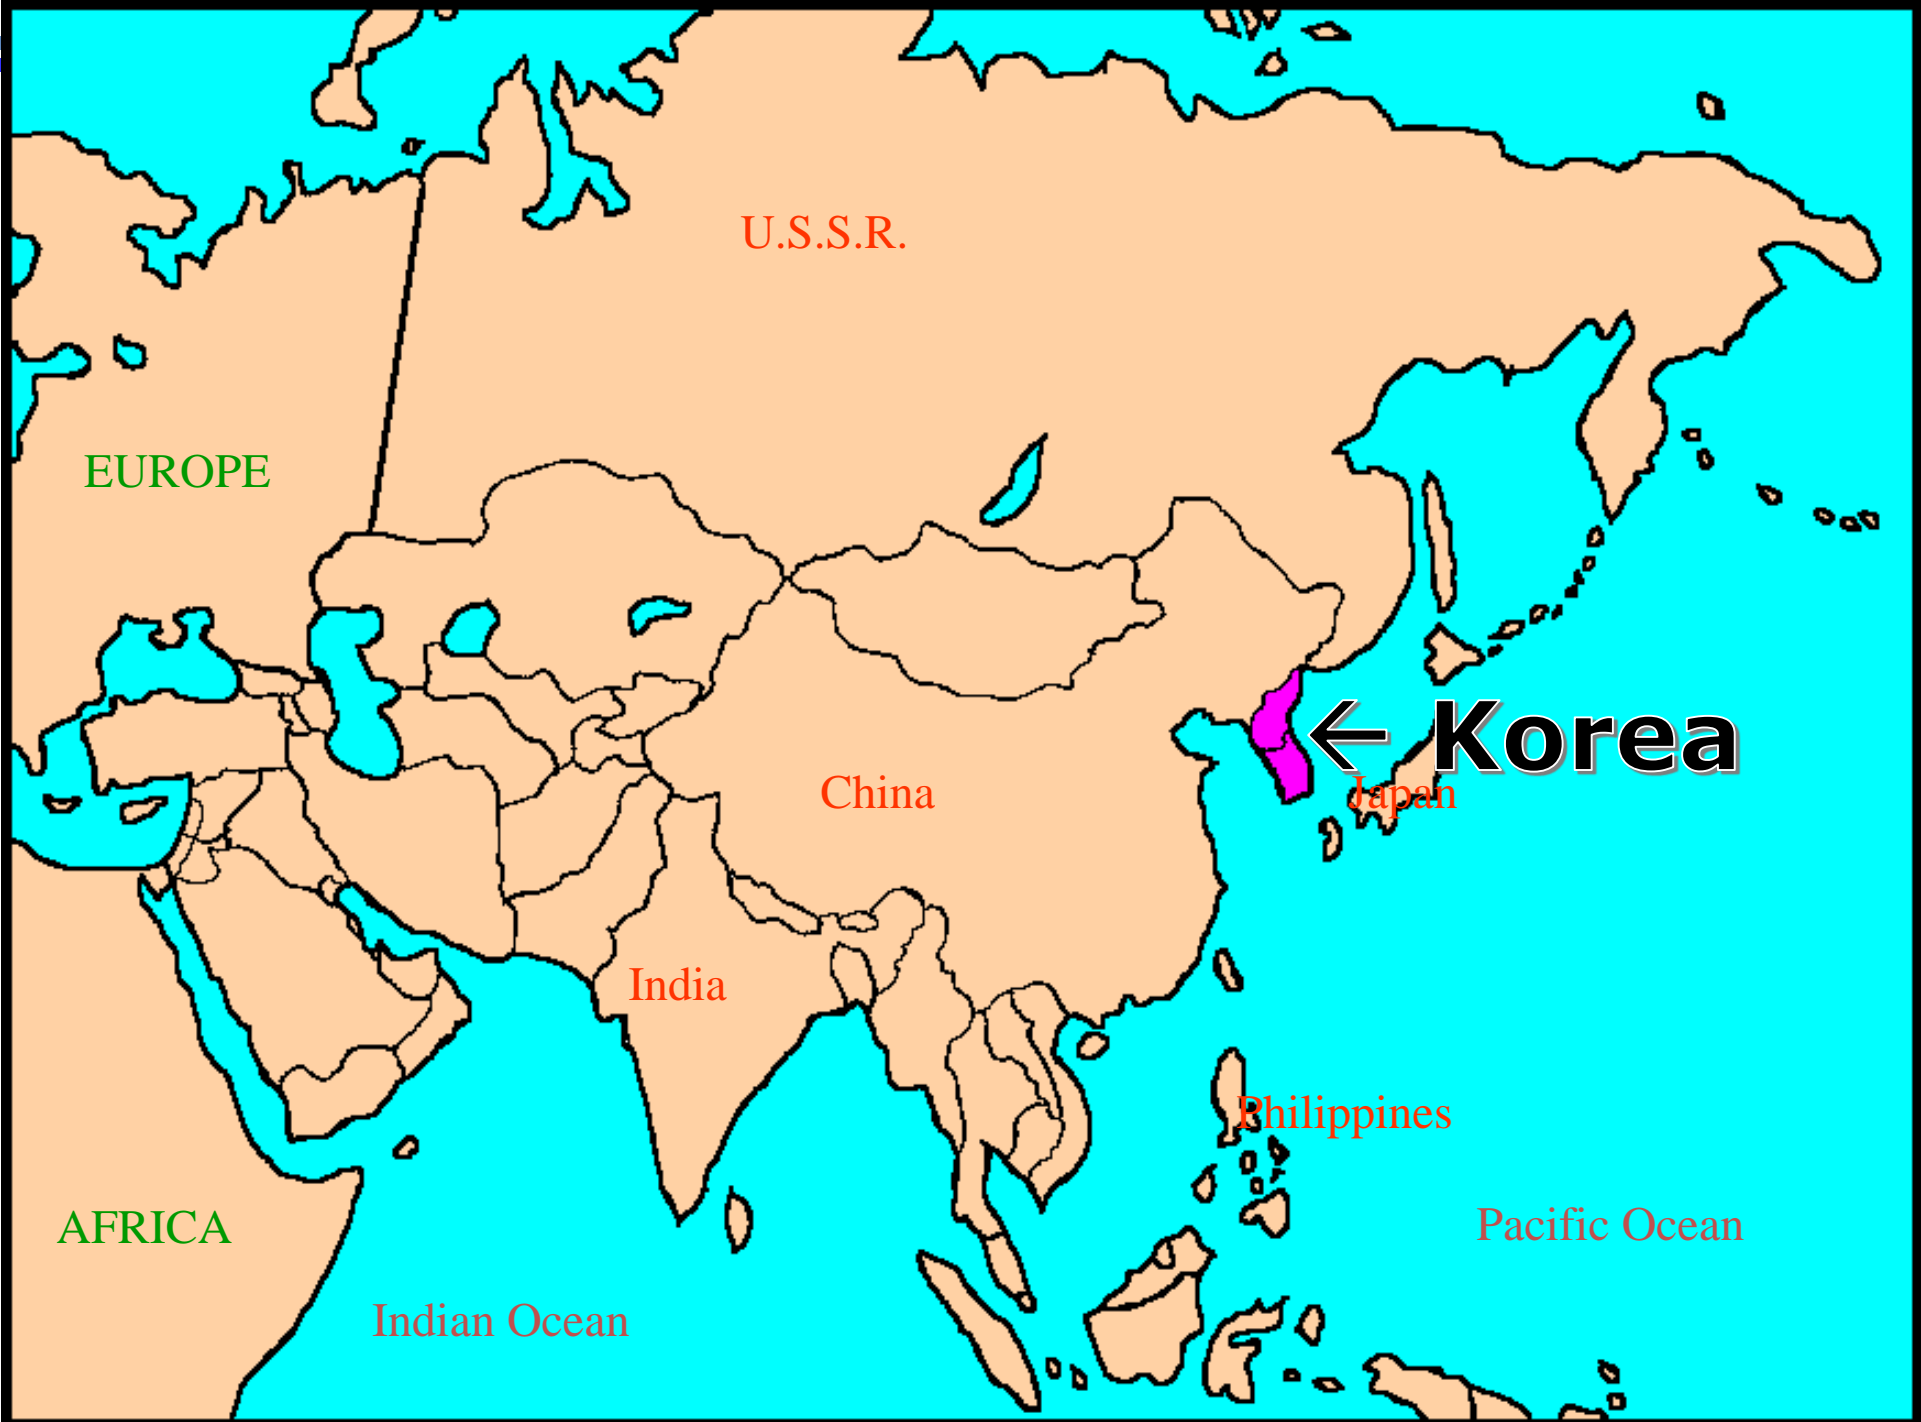 U.S.S.R.
EUROPE
← Korea
China
Japan
India
Philippines
AFRICA
Pacific Ocean
Indian Ocean